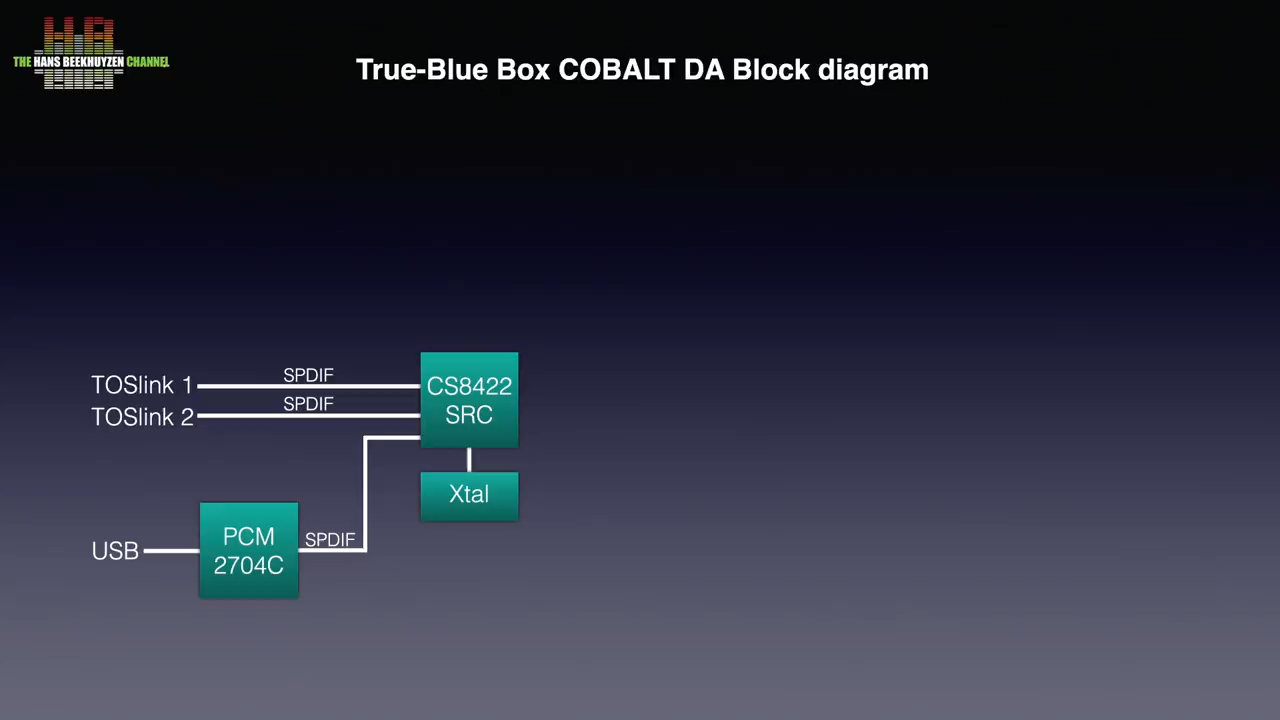 THE HANS BEEKHUYZEN CHANNEL
True-Blue Box COBALT DA Block diagram
TOSlink 1
SPDIF
TOSlink 2
SPDIF
CS8422
SRC
Xtal
USB
PCM
2704C
SPDIF